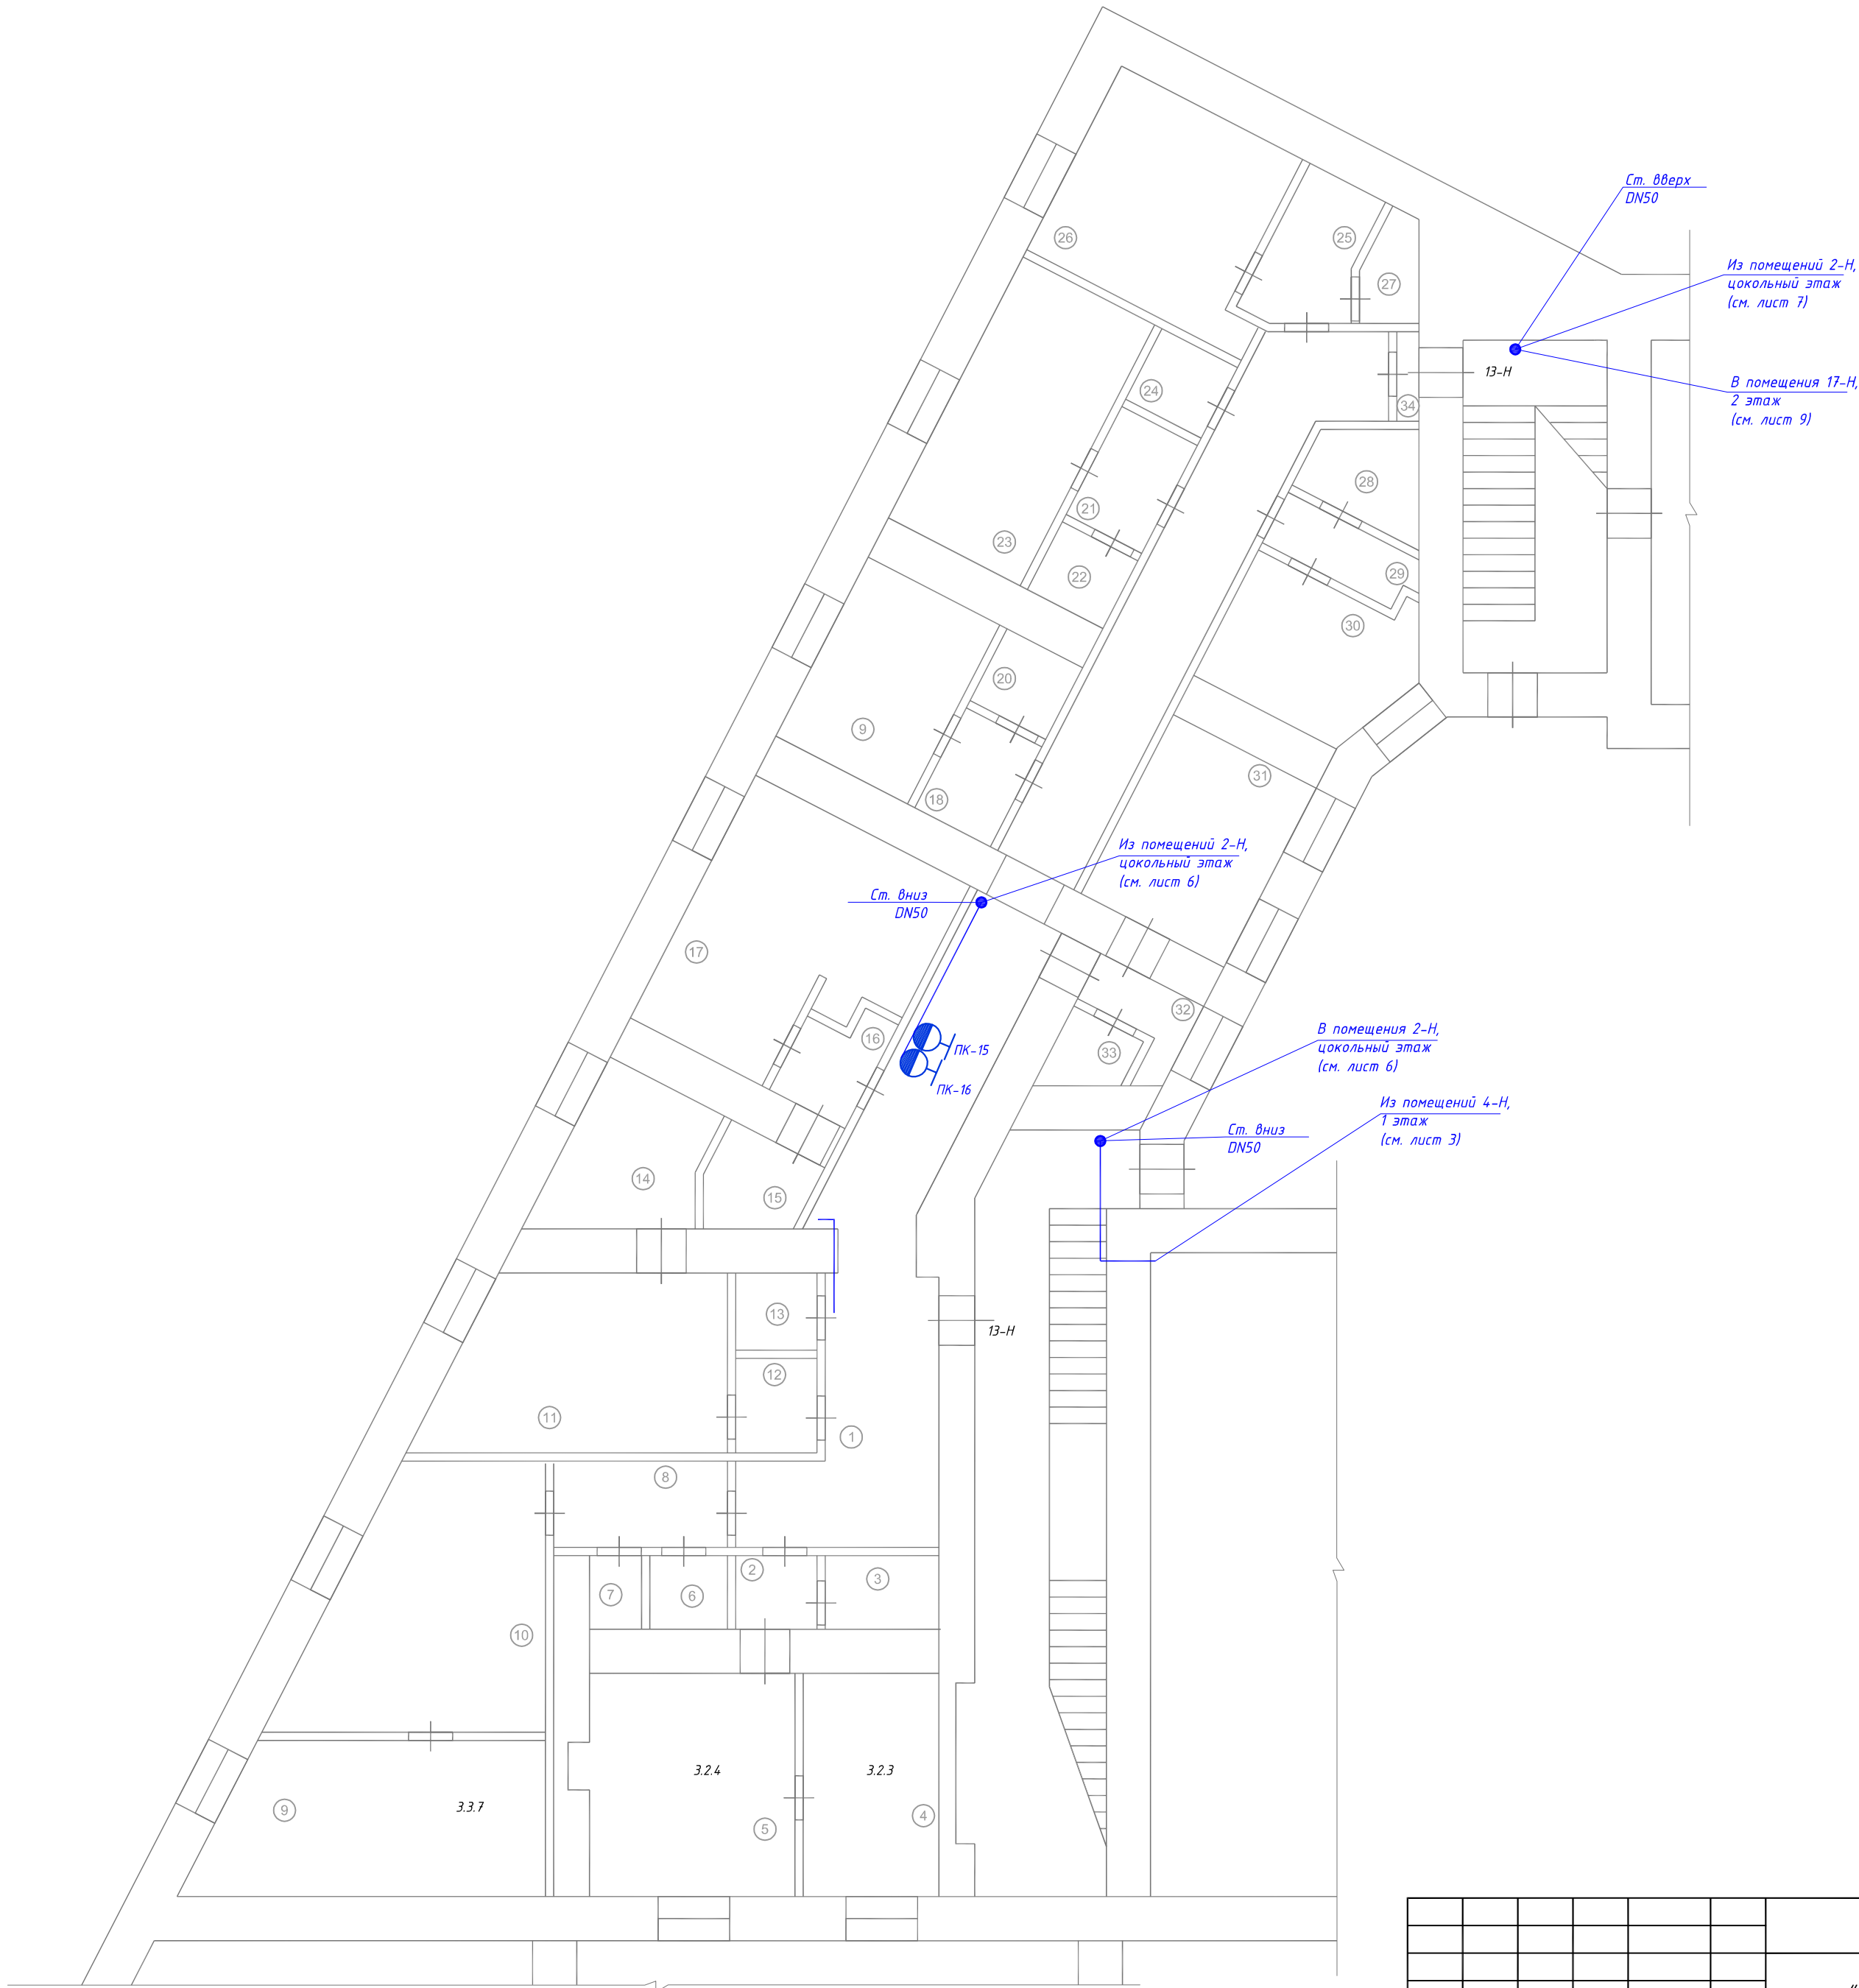 Ст. вверх
DN50
26
25
Из помещений 2-Н,
цокольный этаж
(см. лист 7)
27
13-Н
В помещения 17-Н,
2 этаж
(см. лист 9)
24
34
28
21
23
29
22
30
20
9
31
18
Из помещений 2-Н,
цокольный этаж
(см. лист 6)
Ст. вниз
DN50
17
32
16
ПК-15
33
В помещения 2-Н,
цокольный этаж
(см. лист 6)
ПК-16
Из помещений 4-Н,
1 этаж
(см. лист 3)
Ст. вниз
DN50
14
15
13
13-Н
12
11
1
8
2
3
7
6
10
3.2.4
3.2.3
3.3.7
9
4
5